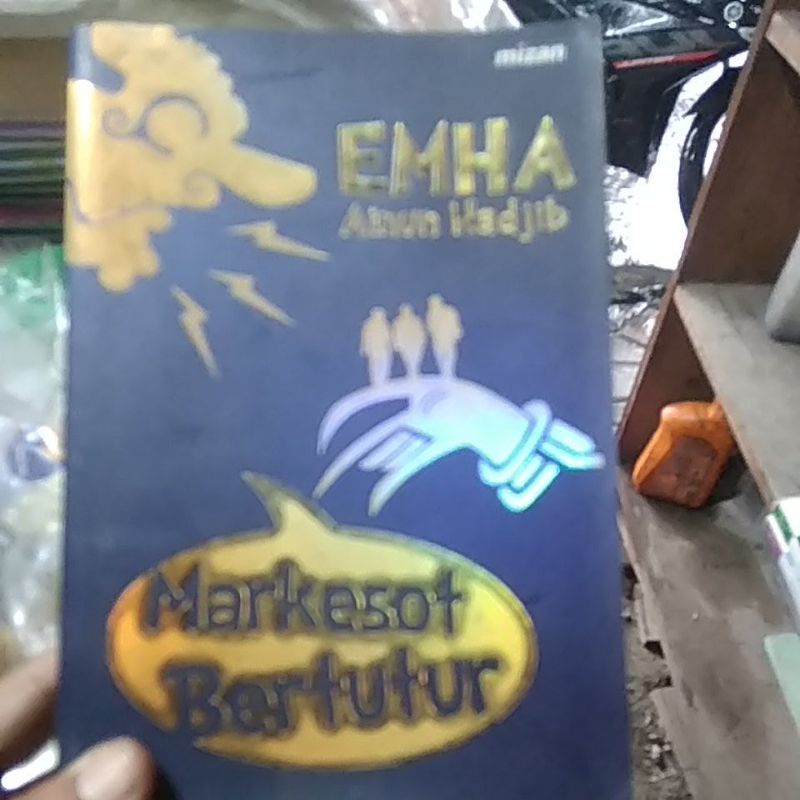 mizan
EMHA
Ainun Nadjib
Markesot
Bertutur